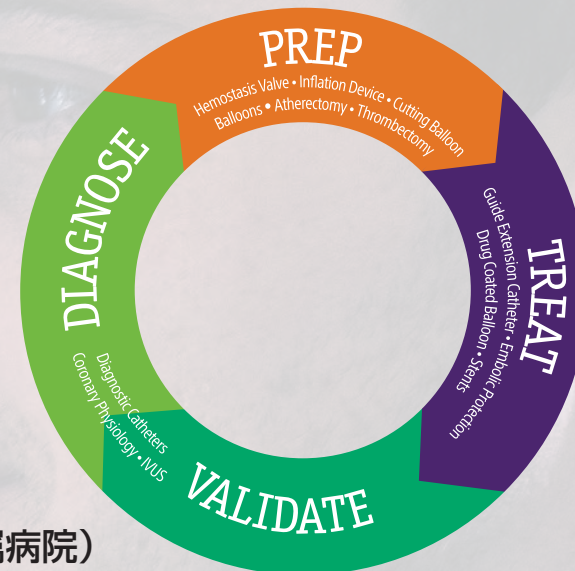 PREP
Hemostasis Valve • Inflation Device • Cutting Balloon
Balloons • Atherectomy • Thrombectomy
TREAT
Guide Extension Catheter • Embolic Protection
Drug Coated Balloon • Stents
VALIDATE
DIAGNOSE
Diagnostic Catheters
Coronary Physiology • IVUS
病院）